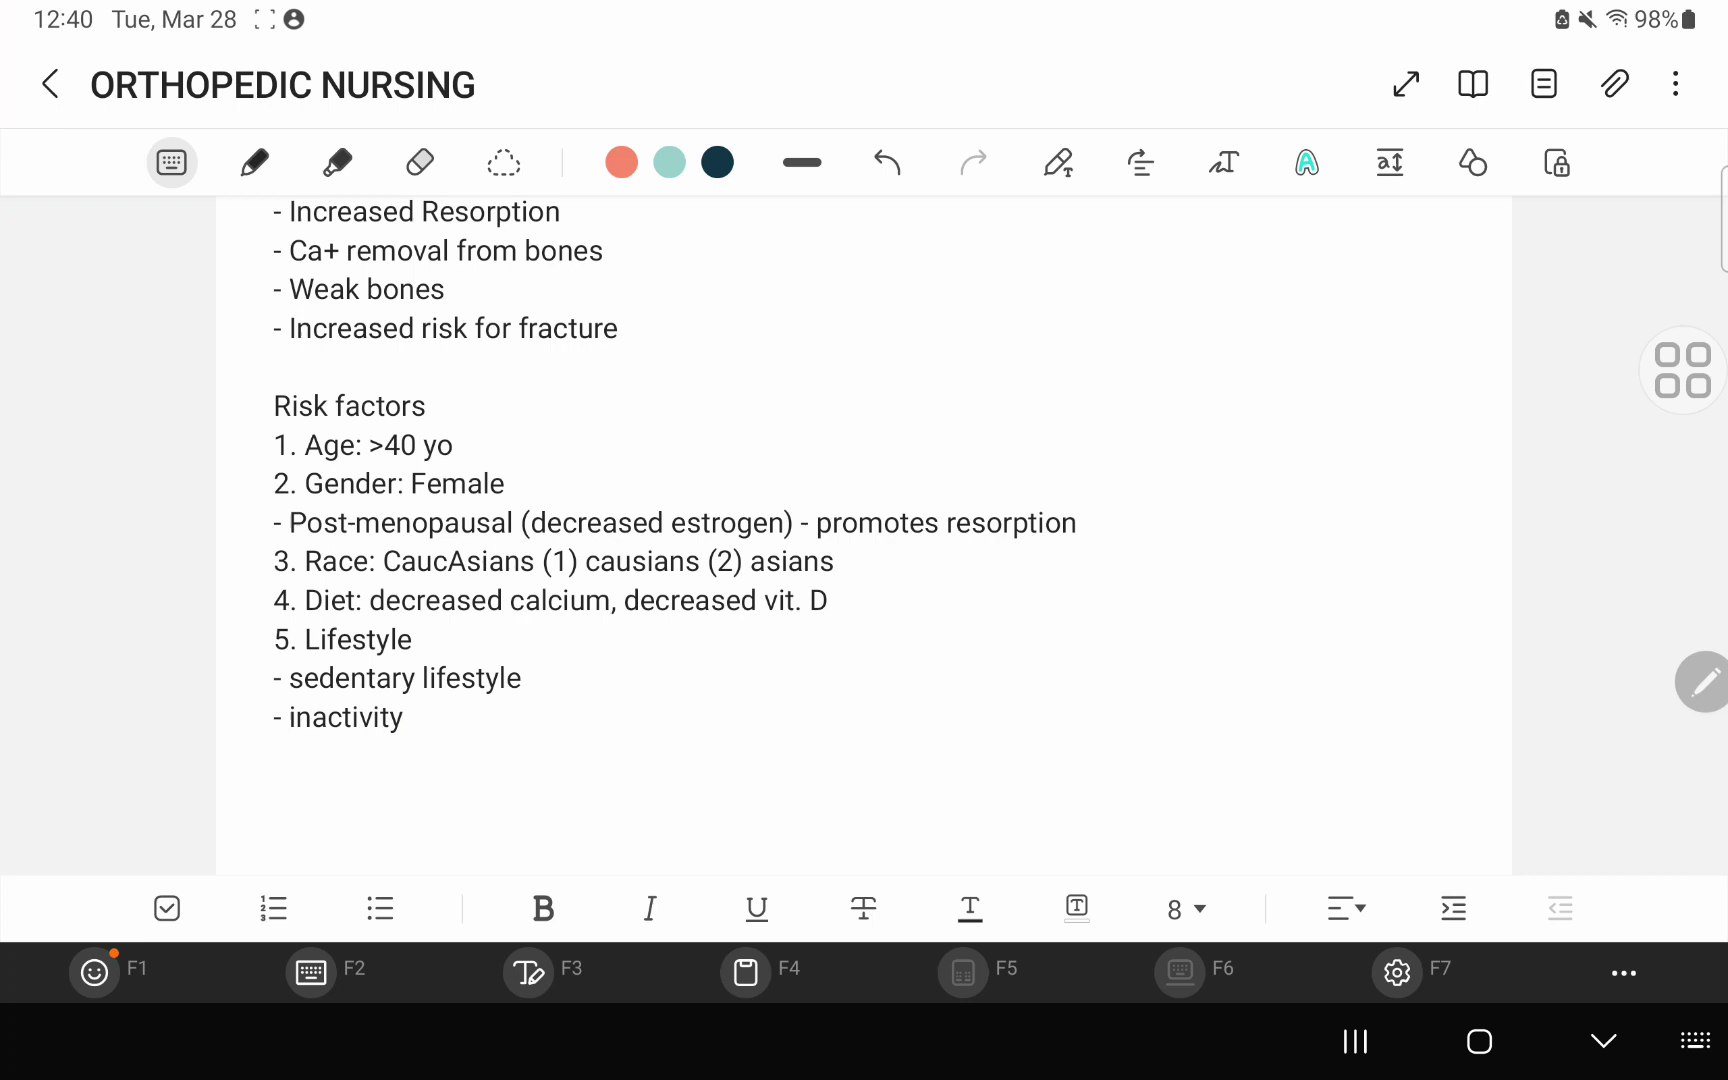 12:40 Tue, Mar 28 98%
ORTHOPEDIC NURSING
- Increased Resorption
- Ca+ removal from bones
- Weak bones
- Increased risk for fracture
Risk factors
1. Age: >40 yo
2. Gender: Female
- Post-menopausal (decreased estrogen) - promotes resorption
3. Race: CaucAsians (1) causians (2) asians
4. Diet: decreased calcium, decreased vit. D
5. Lifestyle
- sedentary lifestyle
- inactivity
B I U T T T 8
F1 F2 F3 F4 F5 F6 F7